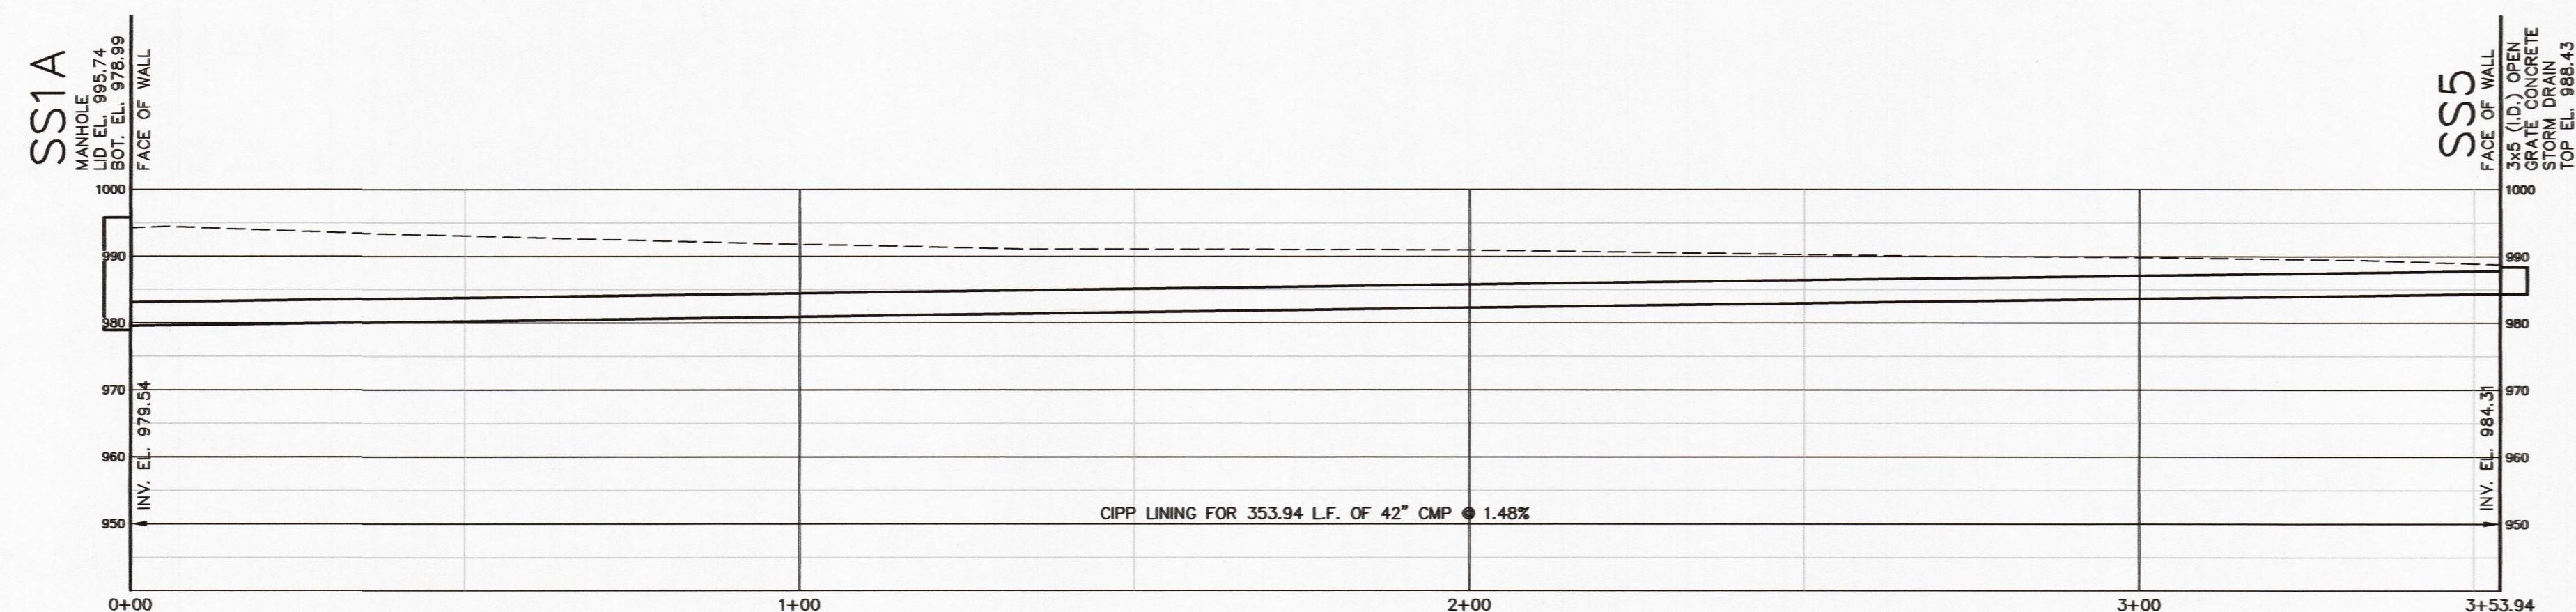 SS1 A
MANHOLE
LID EL. 995.74
BOT. EL. 978.99
FACE OF WALL
SS5
FACE OF WALL
3x5 (I.D.) OPEN
GRATE CONCRETE
STORM DRAIN
TOP EL. 988.43
1000
1000
990
990
980
980
970
970
INV. EL. 979.54
INV. EL. 984.31
960
960
CIPP LINING FOR 353.94 L.F. OF 42" CMP @ 1.48%
950
950
0+00
1+00
2+00
3+00
3+53.94